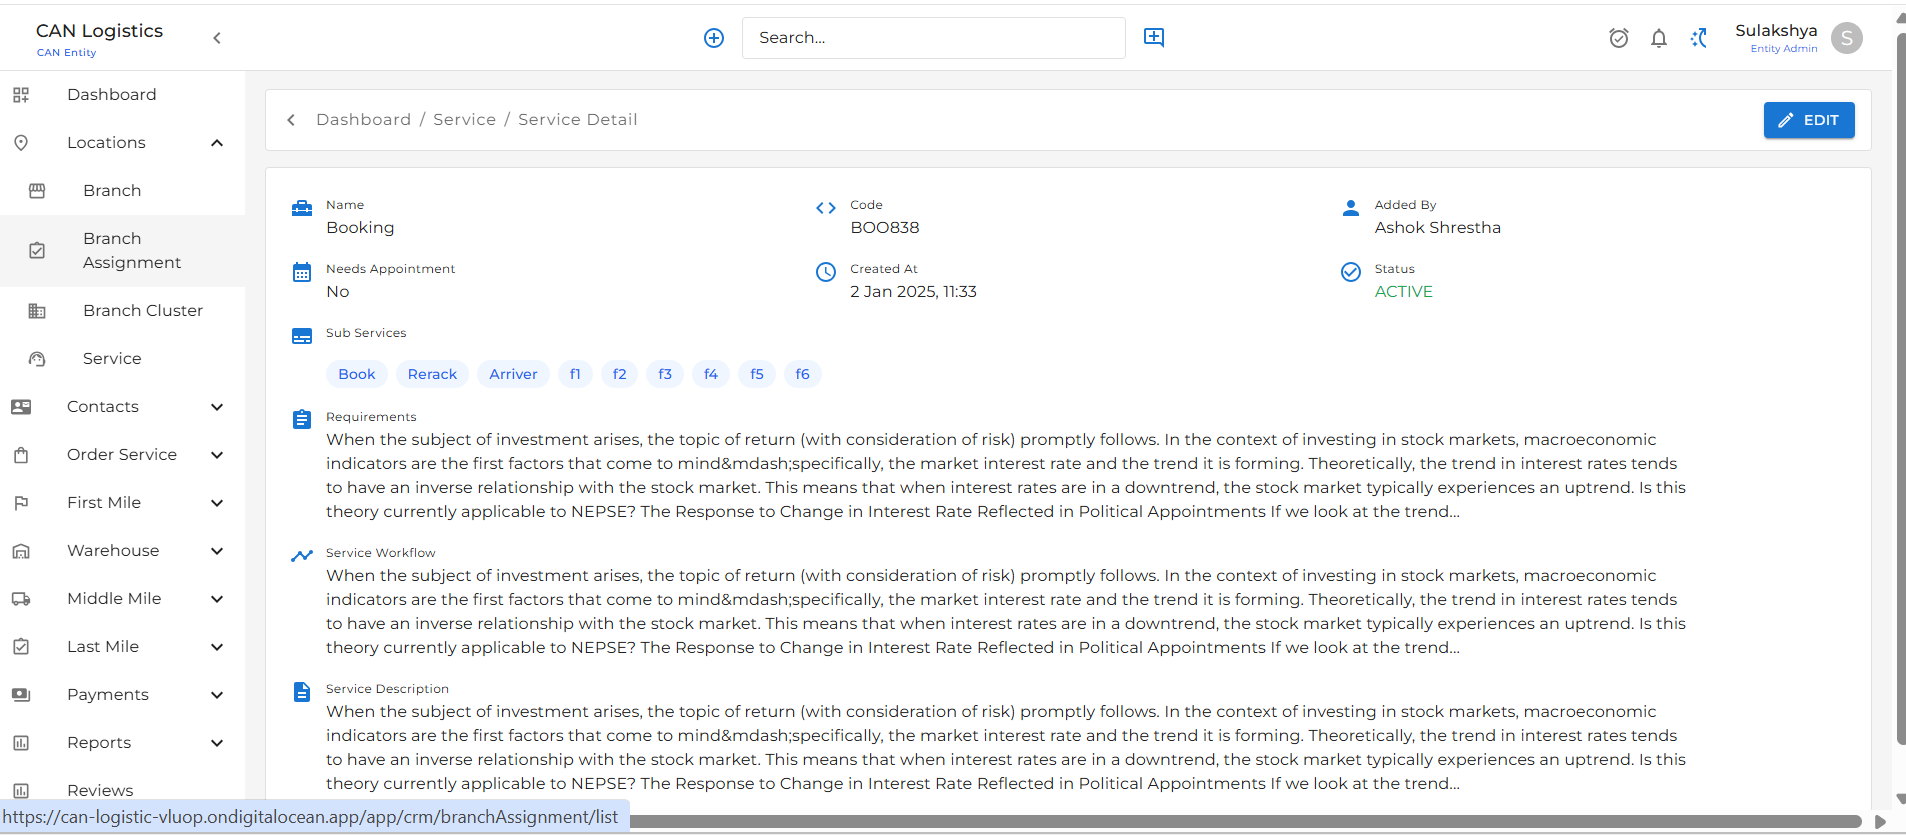 CAN Logistics
CAN Entity
Search...
Sulakshya
Entity Admin
S
Dashboard
Locations
Branch
Branch
Assignment
Branch Cluster
Service
Contacts
Order Service
First Mile
Warehouse
Middle Mile
Last Mile
Payments
Reports
Reviews
Dashboard / Service / Service Detail
EDIT
Name
Booking
Code
BOO838
Added By
Ashok Shrestha
Needs Appointment
No
Created At
2 Jan 2025, 11:33
Status
ACTIVE
Sub Services
Book Rerack Arriver f1 f2 f3 f4 f5 f6
Requirements
When the subject of investment arises, the topic of return (with consideration of risk) promptly follows. In the context of investing in stock markets, macroeconomic
indicators are the first factors that come to mind&mdash;specifically, the market interest rate and the trend it is forming. Theoretically, the trend in interest rates tends
to have an inverse relationship with the stock market. This means that when interest rates are in a downtrend, the stock market typically experiences an uptrend. Is this
theory currently applicable to NEPSE? The Response to Change in Interest Rate Reflected in Political Appointments If we look at the trend...
Service Workflow
When the subject of investment arises, the topic of return (with consideration of risk) promptly follows. In the context of investing in stock markets, macroeconomic
indicators are the first factors that come to mind&mdash;specifically, the market interest rate and the trend it is forming. Theoretically, the trend in interest rates tends
to have an inverse relationship with the stock market. This means that when interest rates are in a downtrend, the stock market typically experiences an uptrend. Is this
theory currently applicable to NEPSE? The Response to Change in Interest Rate Reflected in Political Appointments If we look at the trend...
Service Description
When the subject of investment arises, the topic of return (with consideration of risk) promptly follows. In the context of investing in stock markets, macroeconomic
indicators are the first factors that come to mind&mdash;specifically, the market interest rate and the trend it is forming. Theoretically, the trend in interest rates tends
to have an inverse relationship with the stock market. This means that when interest rates are in a downtrend, the stock market typically experiences an uptrend. Is this
theory currently applicable to NEPSE? The Response to Change in Interest Rate Reflected in Political Appointments If we look at the trend...
https://can-logistic-vluop.ondigitalocean.app/app/crm/branchAssignment/list